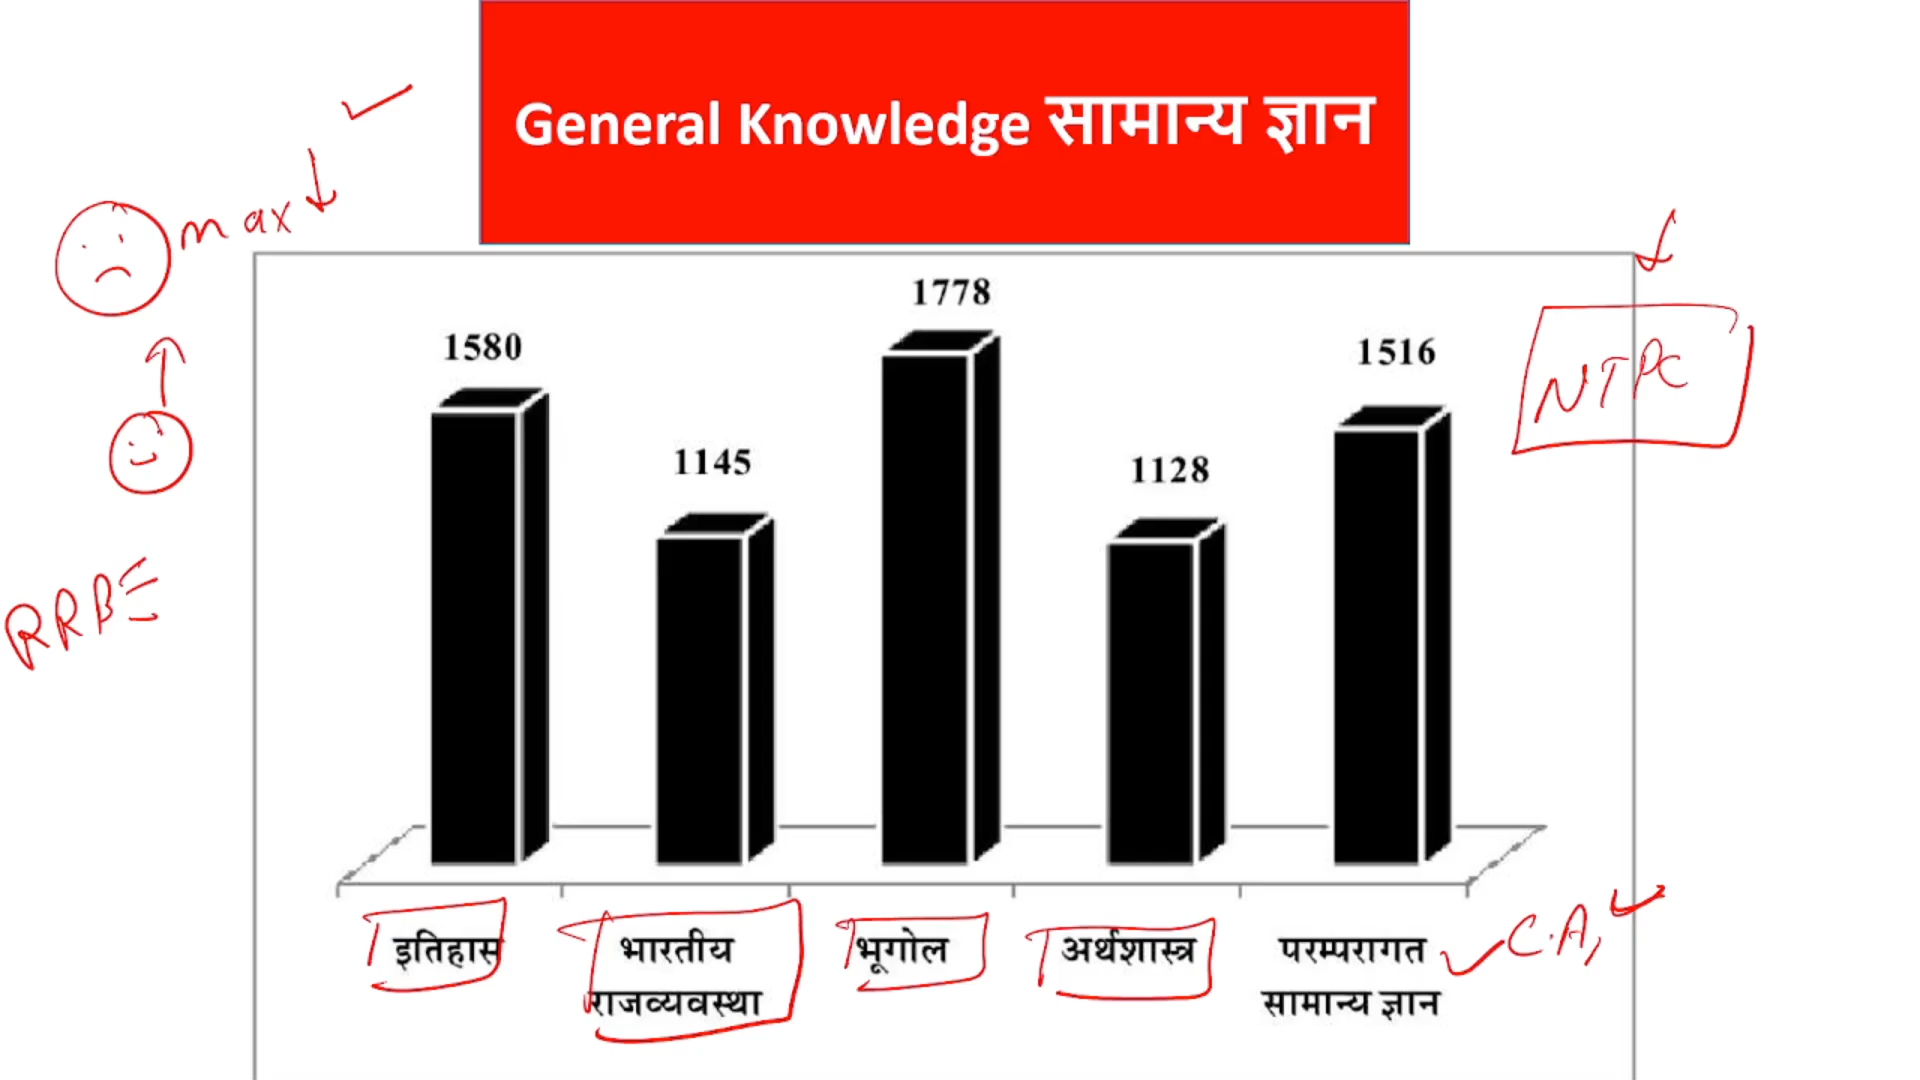 General Knowledge सामान्य ज्ञान
max
1778
1580
1516
NTPC
1145
1128
RRB
इतिहास
भारतीय
राजव्यवस्था
भूगोल
अर्थशास्त्र
परम्परागत
सामान्य ज्ञान
C.A,